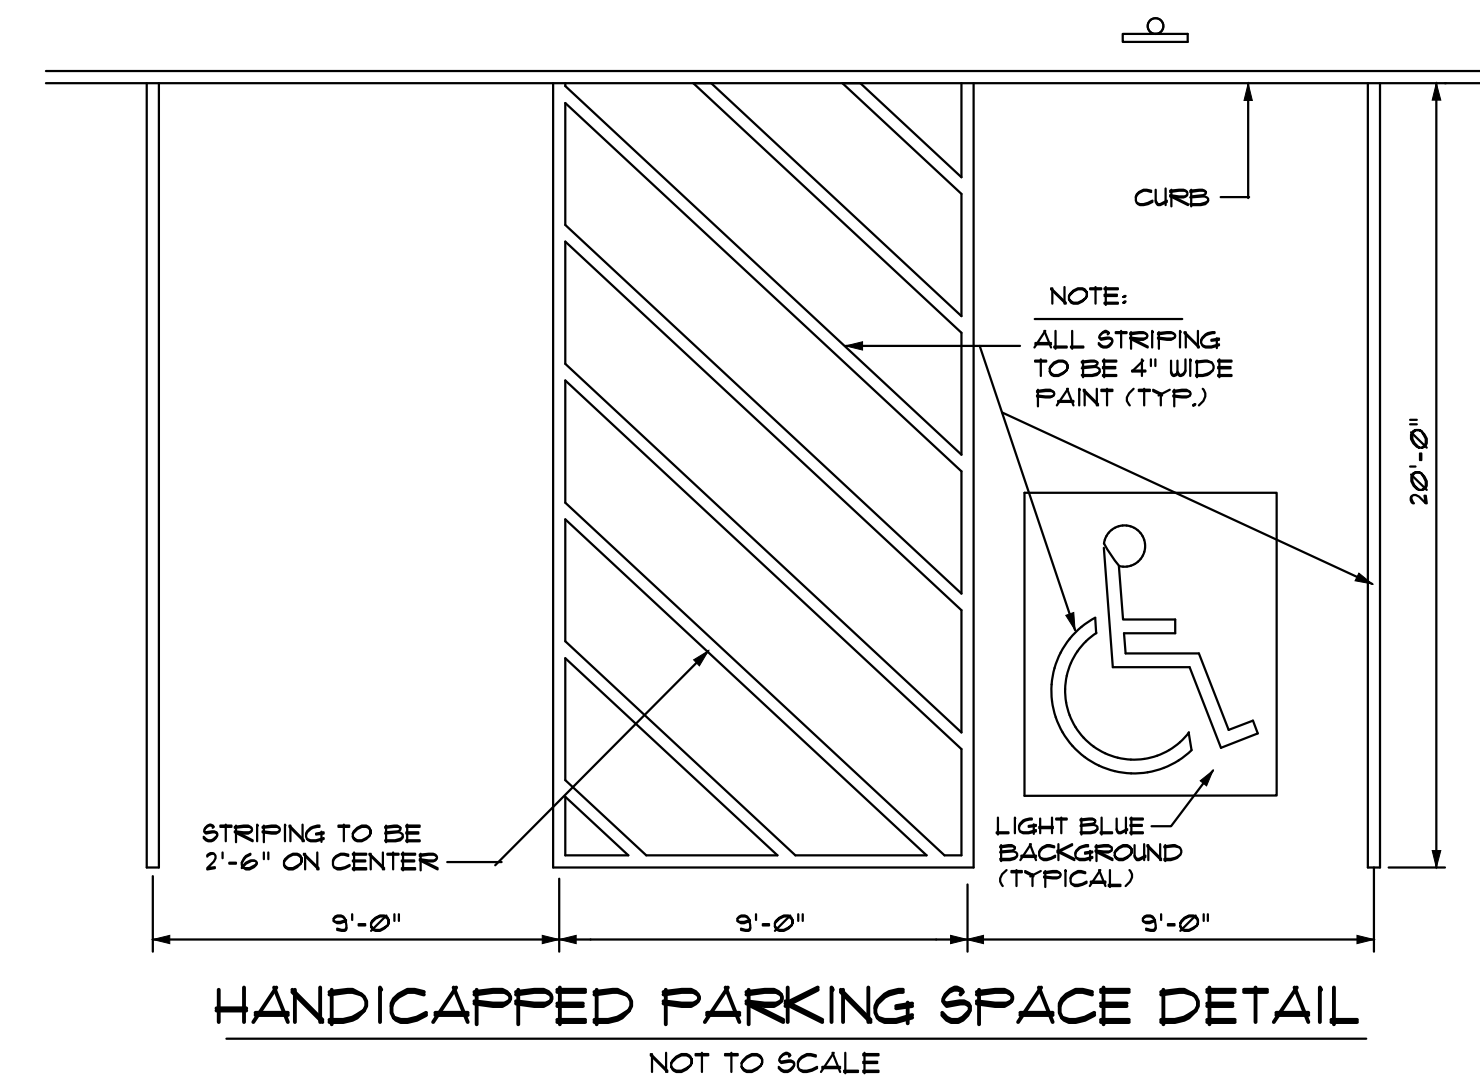 CURB
NOTE:
ALL STRIPING
TO BE 4" WIDE
PAINT (TYP.)
20'-0"
STRIPING TO BE
2'-6" ON CENTER
LIGHT BLUE
BACKGROUND
(TYPICAL)
9'-0"
9'-0"
9'-0"
HANDICAPPED PARKING SPACE DETAIL
NOT TO SCALE